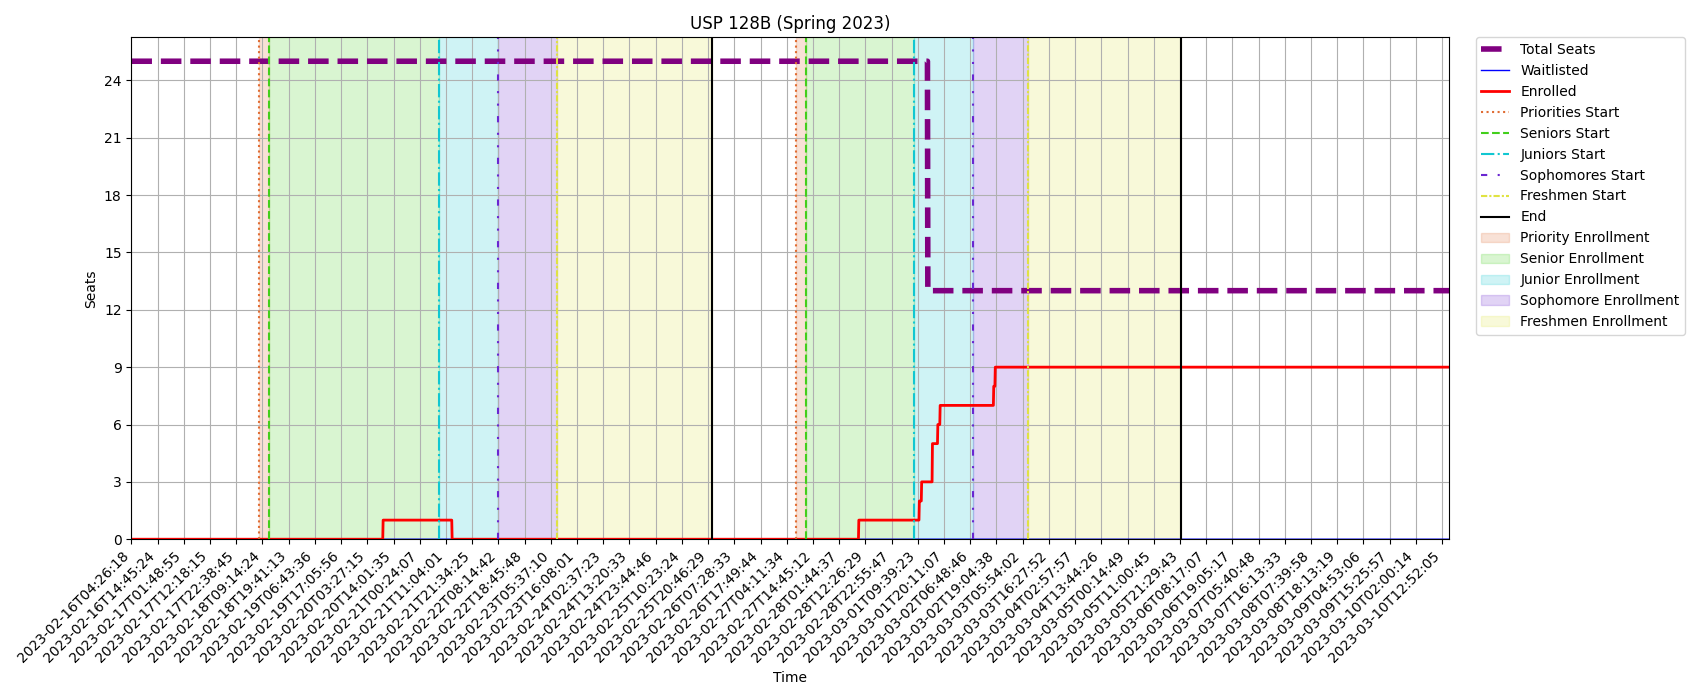 USP 128B (Spring 2023)
Total Seats
Waitlisted
Enrolled
Priorities Start
Seniors Start
Juniors Start
Sophomores Start
Freshmen Start
End
Priority Enrollment
Senior Enrollment
Junior Enrollment
Sophomore Enrollment
Freshmen Enrollment
Seats
24
21
18
15
12
9
6
3
0
2023-02-16T04:26:18
2023-02-16T14:45:24
2023-02-17T01:48:55
2023-02-17T12:18:15
2023-02-17T22:38:45
2023-02-18T09:14:24
2023-02-18T19:41:13
2023-02-19T06:43:36
2023-02-19T17:05:56
2023-02-20T03:27:15
2023-02-20T14:01:35
2023-02-21T00:24:07
2023-02-21T11:04:01
2023-02-21T21:34:25
2023-02-22T08:14:42
2023-02-22T18:45:48
2023-02-23T05:37:10
2023-02-23T16:08:01
2023-02-24T02:37:23
2023-02-24T13:20:33
2023-02-24T23:44:46
2023-02-25T10:23:24
2023-02-25T20:46:29
2023-02-26T07:28:33
2023-02-26T17:49:44
2023-02-27T04:11:34
2023-02-27T14:45:12
2023-02-28T01:44:37
2023-02-28T12:26:29
2023-02-28T22:55:47
2023-03-01T09:39:23
2023-03-01T20:11:07
2023-03-02T06:48:46
2023-03-02T19:04:38
2023-03-03T05:54:02
2023-03-03T16:27:52
2023-03-04T02:57:57
2023-03-04T13:44:26
2023-03-05T00:14:49
2023-03-05T11:00:45
2023-03-05T21:29:43
2023-03-06T08:17:07
2023-03-06T19:05:17
2023-03-07T05:40:48
2023-03-07T16:13:33
2023-03-08T07:39:58
2023-03-08T18:13:19
2023-03-09T04:53:06
2023-03-09T15:25:57
2023-03-10T02:00:14
2023-03-10T12:52:05
Time